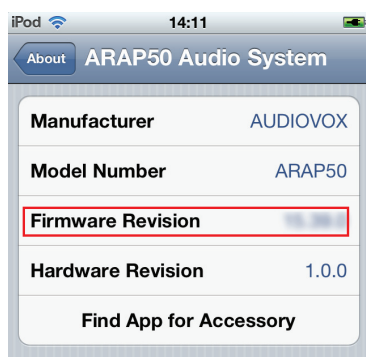 iPod 14:11
About ARAP50 Audio System
Manufacturer AUDIOVOX
Model Number ARAP50
Firmware Revision
Hardware Revision 1.0.0
Find App for Accessory